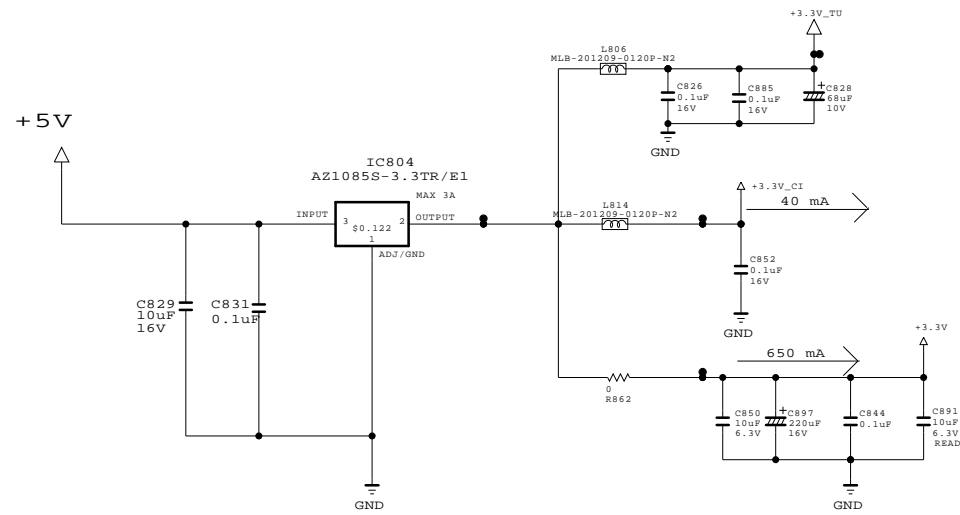 +3.3V_TU
L806
MLB-201209-0120P-N2
C826
0.1uF
16V
C885
0.1uF
16V
+
C828
68uF
10V
GND
+5V
IC804
AZ1085S-3.3TR/E1
MAX 3A
INPUT
3
2
OUTPUT
$0.122
1
ADJ/GND
L814
MLB-201209-0120P-N2
+3.3V_CI
40 mA
C852
0.1uF
16V
GND
C829
10uF
16V
C831
0.1uF
+3.3V
650 mA
0
R862
C850
10uF
6.3V
+
C897
220uF
16V
C844
0.1uF
C891
10uF
6.3V
READ
GND
GND